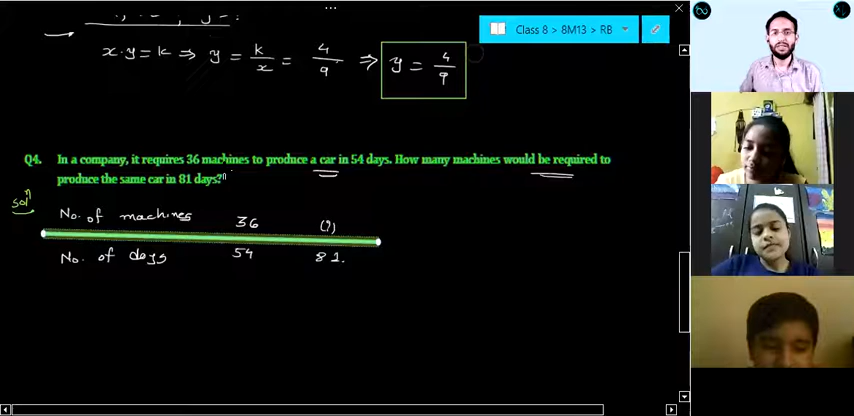 Class 8 > 8M13 > RB
x·y = k ⇒ y = k/x = 4/9 ⇒ y = 4/9
Q4. In a company, it requires 36 machines to produce a car in 54 days. How many machines would be required to
produce the same car in 81 days?
Solⁿ
No. of machines 36 (?)
No. of days 54 81.